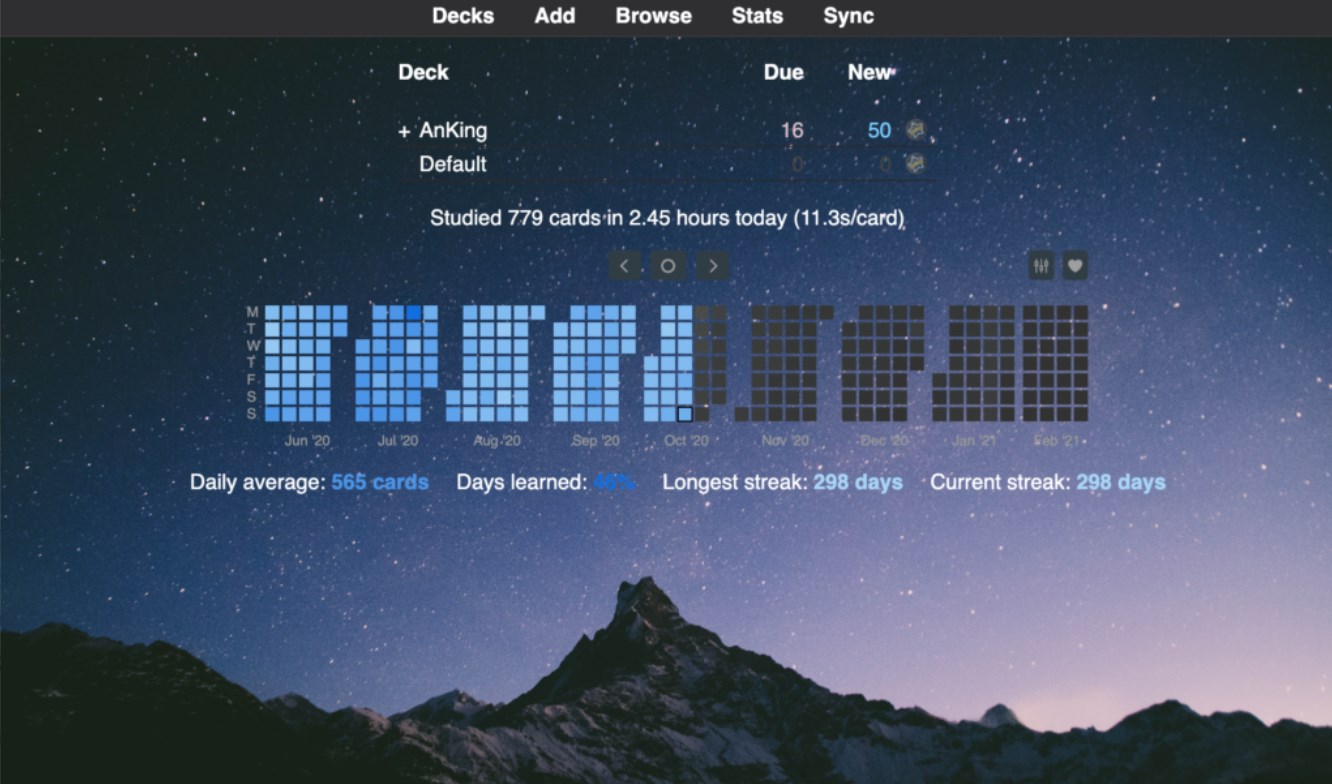 Decks Add Browse Stats Sync
Deck Due New
+ AnKing 16 50
Default 0 0
Studied 779 cards in 2.45 hours today (11.3s/card)
M
T
W
T
F
S
S
Jun '20 Jul '20 Aug '20 Sep '20 Oct '20 Nov '20 Dec '20 Jan '21 Feb '21
Daily average: 565 cards Days learned: Longest streak: 298 days Current streak: 298 days